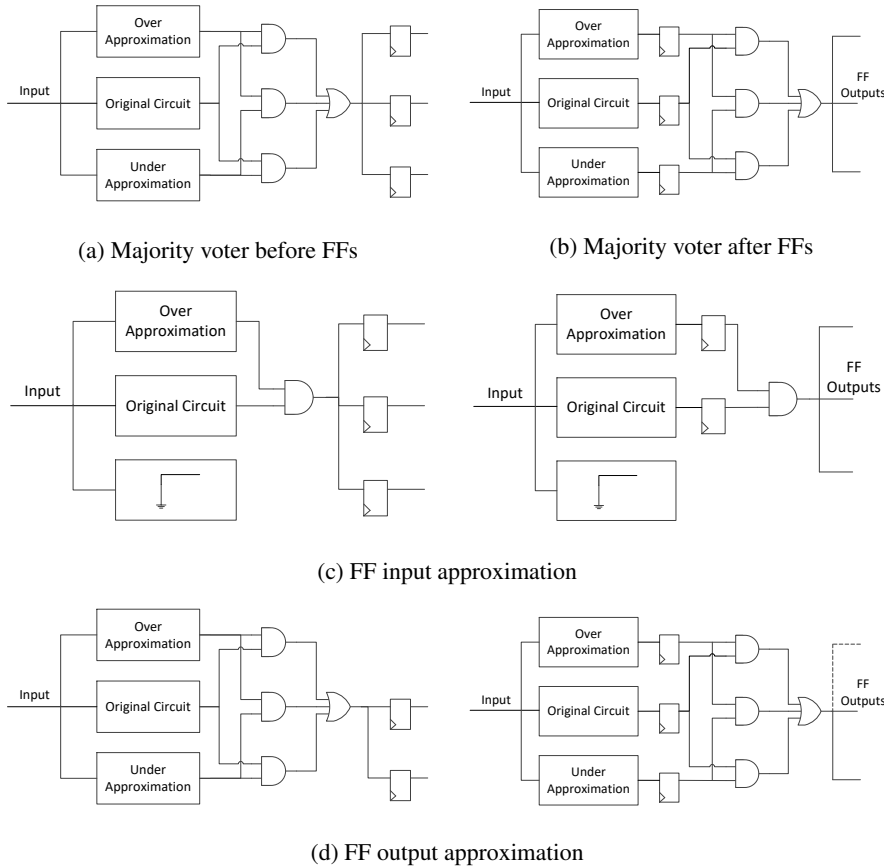 Over
Approximation
Input
Original Circuit
Under
Approximation
(a) Majority voter before FFs
Over
Approximation
Input
Original Circuit
Under
Approximation
FF
Outputs
(b) Majority voter after FFs
Over
Approximation
Input
Original Circuit
Over
Approximation
Input
Original Circuit
FF
Outputs
(c) FF input approximation
Over
Approximation
Input
Original Circuit
Under
Approximation
Over
Approximation
Input
Original Circuit
Under
Approximation
FF
Outputs
(d) FF output approximation